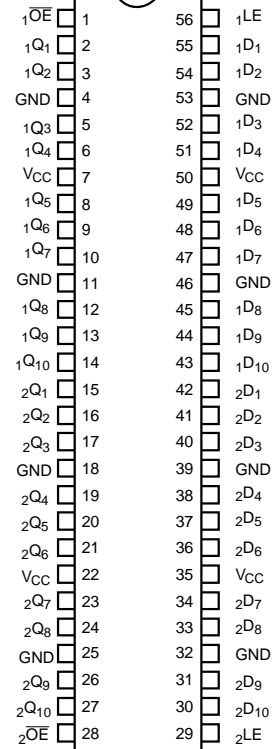 1OE 1 56 1LE
1Q1 2 55 1D1
1Q2 3 54 1D2
GND 4 53 GND
1Q3 5 52 1D3
1Q4 6 51 1D4
VCC 7 50 VCC
1Q5 8 49 1D5
1Q6 9 48 1D6
1Q7 10 47 1D7
GND 11 46 GND
1Q8 12 45 1D8
1Q9 13 44 1D9
1Q10 14 43 1D10
2Q1 15 42 2D1
2Q2 16 41 2D2
2Q3 17 40 2D3
GND 18 39 GND
2Q4 19 38 2D4
2Q5 20 37 2D5
2Q6 21 36 2D6
VCC 22 35 VCC
2Q7 23 34 2D7
2Q8 24 33 2D8
GND 25 32 GND
2Q9 26 31 2D9
2Q10 27 30 2D10
2OE 28 29 2LE